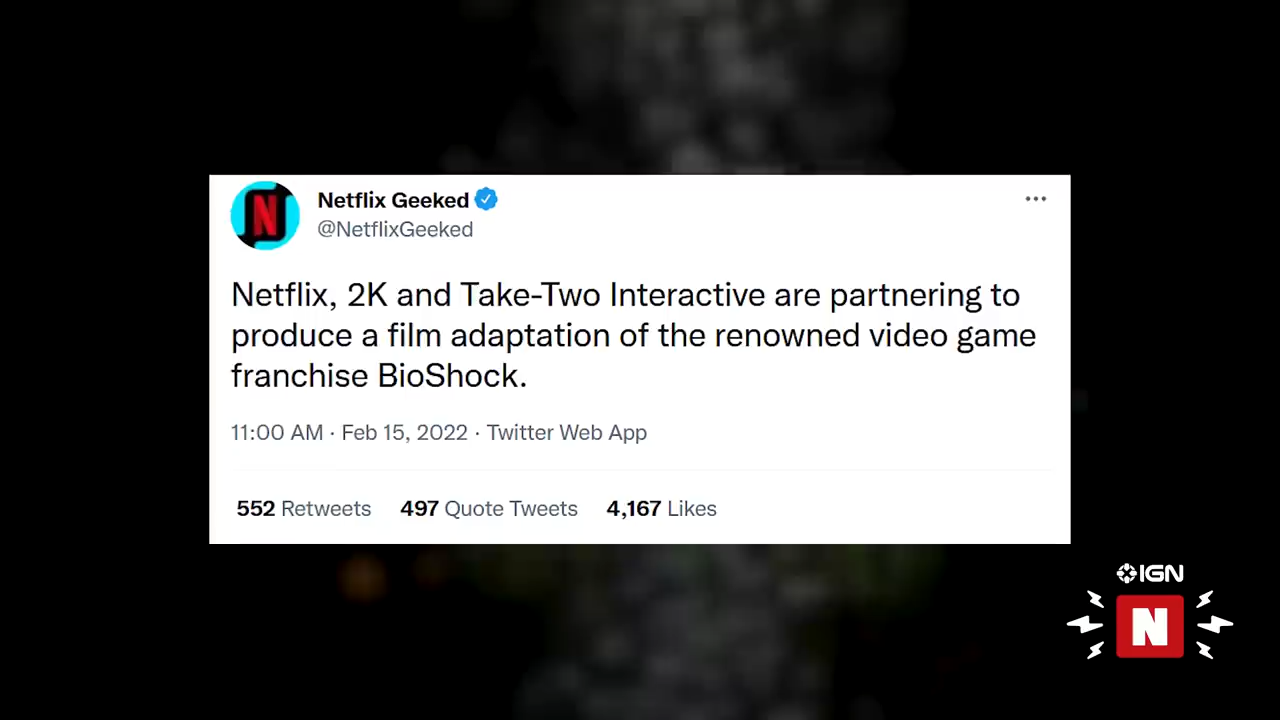 Netflix Geeked
@NetflixGeeked
Netflix, 2K and Take-Two Interactive are partnering to
produce a film adaptation of the renowned video game
franchise BioShock.
11:00 AM · Feb 15, 2022 · Twitter Web App
552 Retweets 497 Quote Tweets 4,167 Likes
IGN
N